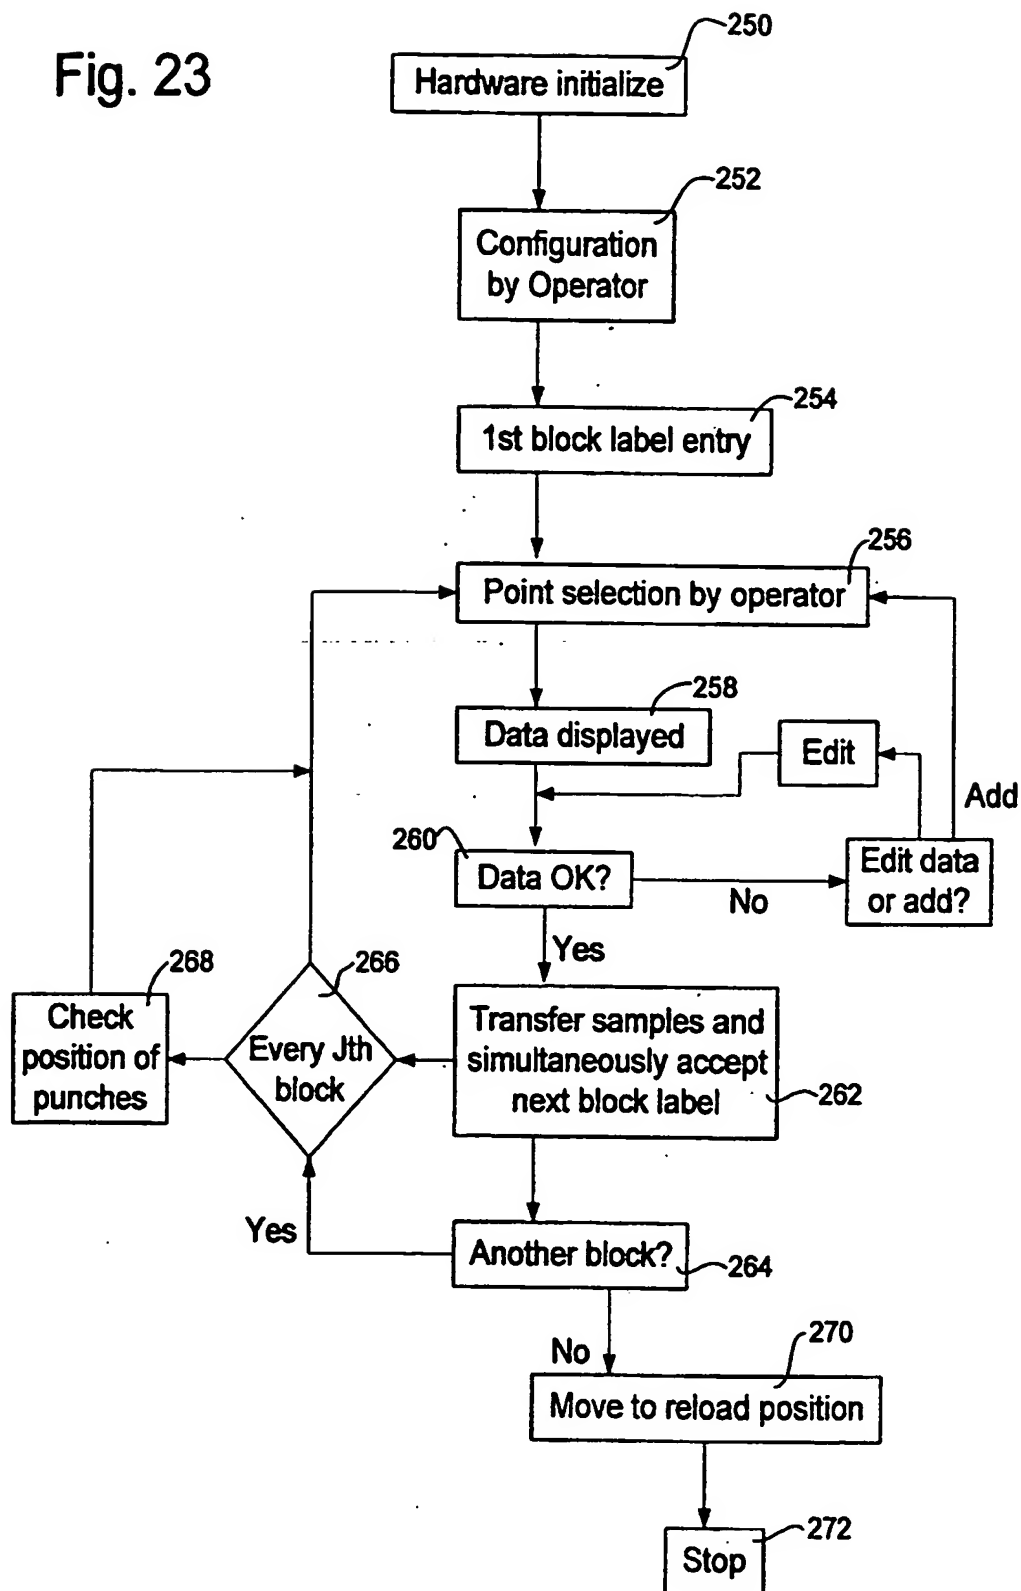 Fig. 23
250
Hardware initialize
252
Configuration
by Operator
254
1st block label entry
256
Point selection by operator
258
Data displayed
Edit
Add
260
Data OK?
No
Edit data
or add?
Yes
268
266
Check
position of
punches
Every Jth
block
Transfer samples and
simultaneously accept
next block label
262
Yes
Another block?
264
No
270
Move to reload position
272
Stop